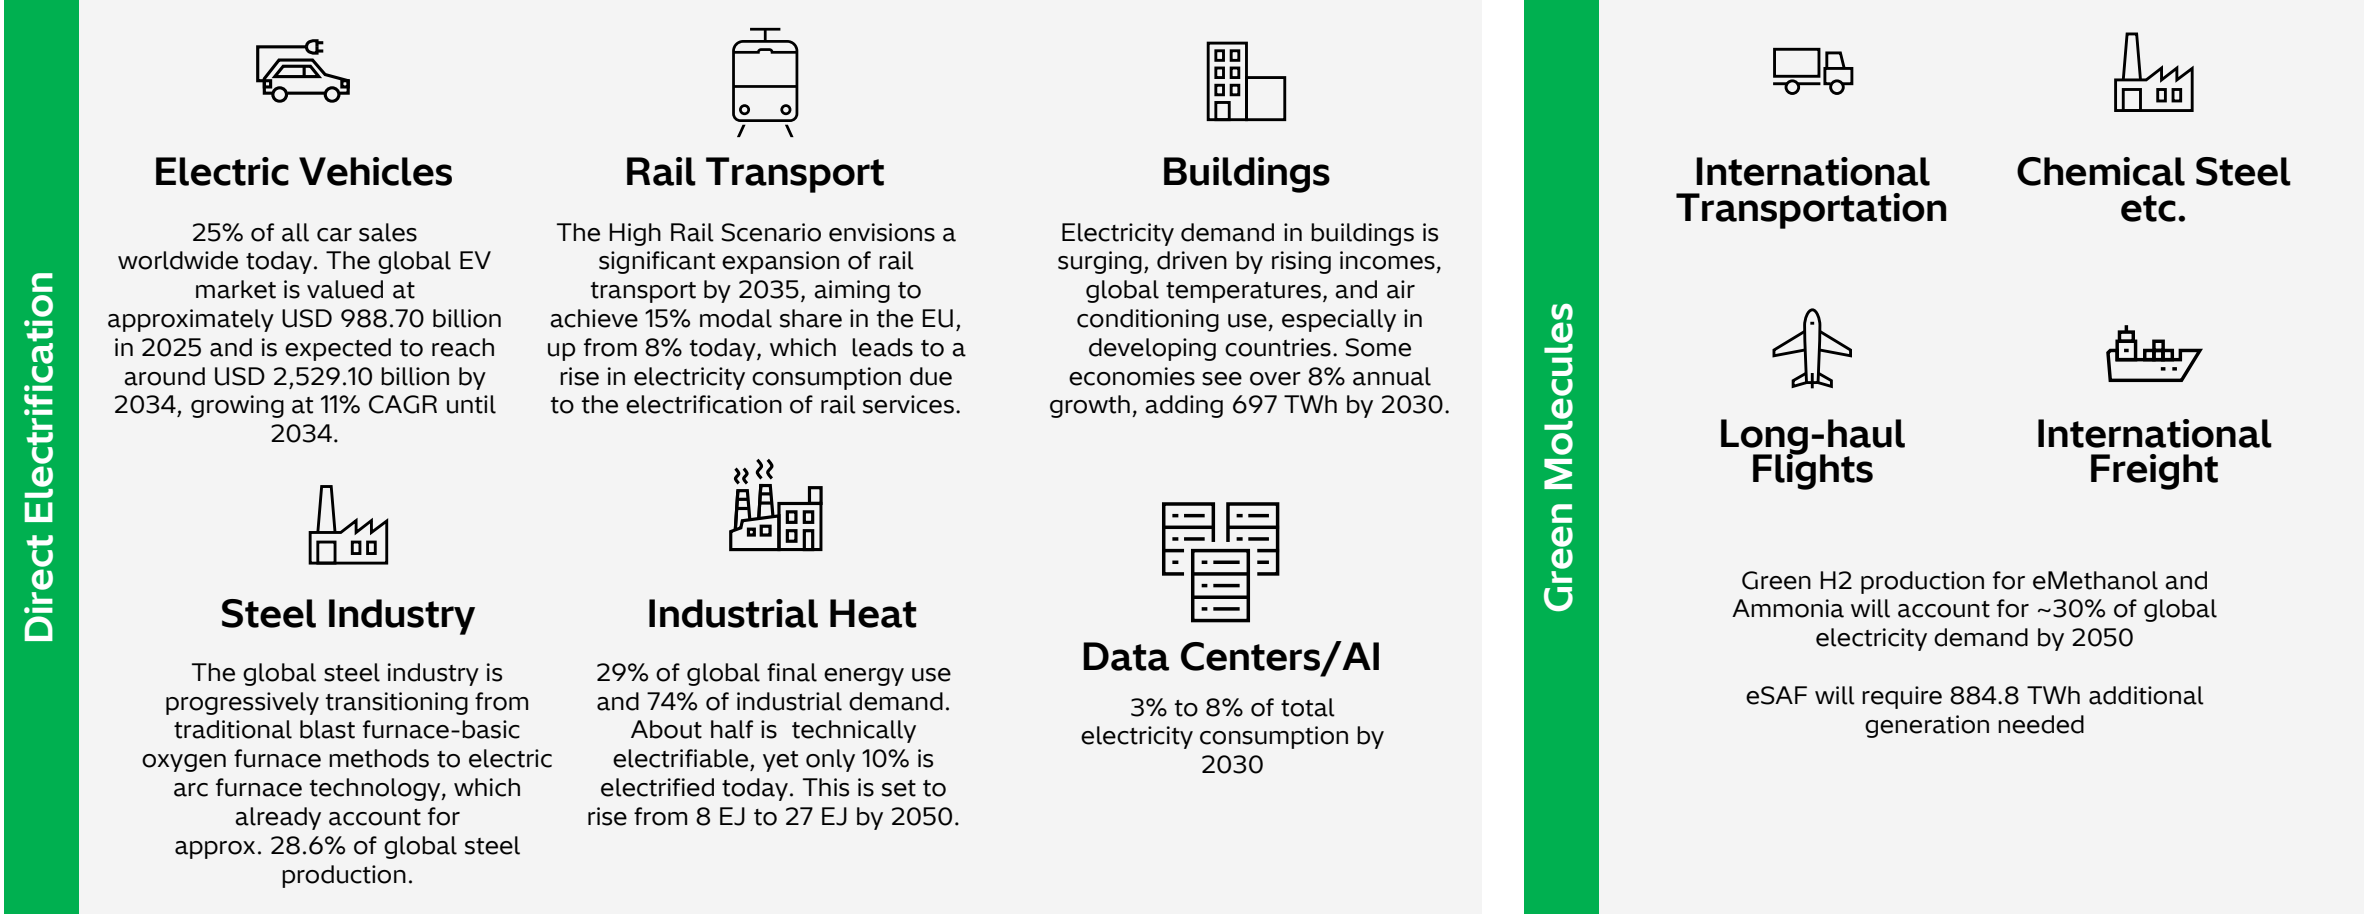 Direct Electrification
Electric Vehicles
25% of all car sales
worldwide today. The global EV
market is valued at
approximately USD 988.70 billion
in 2025 and is expected to reach
around USD 2,529.10 billion by
2034, growing at 11% CAGR until
2034.
Rail Transport
The High Rail Scenario envisions a
significant expansion of rail
transport by 2035, aiming to
achieve 15% modal share in the EU,
up from 8% today, which  leads to a
rise in electricity consumption due
to the electrification of rail services.
Buildings
Electricity demand in buildings is
surging, driven by rising incomes,
global temperatures, and air
conditioning use, especially in
developing countries. Some
economies see over 8% annual
growth, adding 697 TWh by 2030.
Steel Industry
The global steel industry is
progressively transitioning from
traditional blast furnace-basic
oxygen furnace methods to electric
arc furnace technology, which
already account for
approx. 28.6% of global steel
production.
Industrial Heat
29% of global final energy use
and 74% of industrial demand.
About half is  technically
electrifiable, yet only 10% is
electrified today. This is set to
rise from 8 EJ to 27 EJ by 2050.
Data Centers/AI
3% to 8% of total
electricity consumption by
2030
Green Molecules
International
Transportation
Chemical Steel
etc.
Long-haul
Flights
International
Freight
Green H2 production for eMethanol and
Ammonia will account for ~30% of global
electricity demand by 2050
eSAF will require 884.8 TWh additional
generation needed